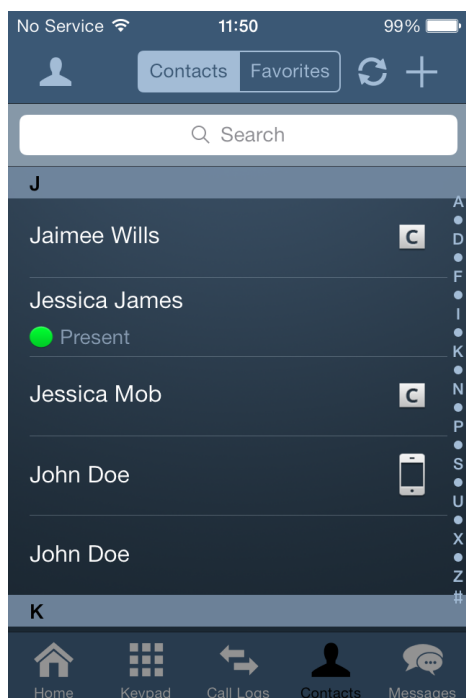 No Service 11:50 99%
Contacts Favorites
Search
J
Jaimee Wills C
Jessica James
Present
Jessica Mob C
John Doe
John Doe
K
A
D
F
I
K
N
P
S
U
X
Z
#
Home Keypad Call Logs Contacts Messages